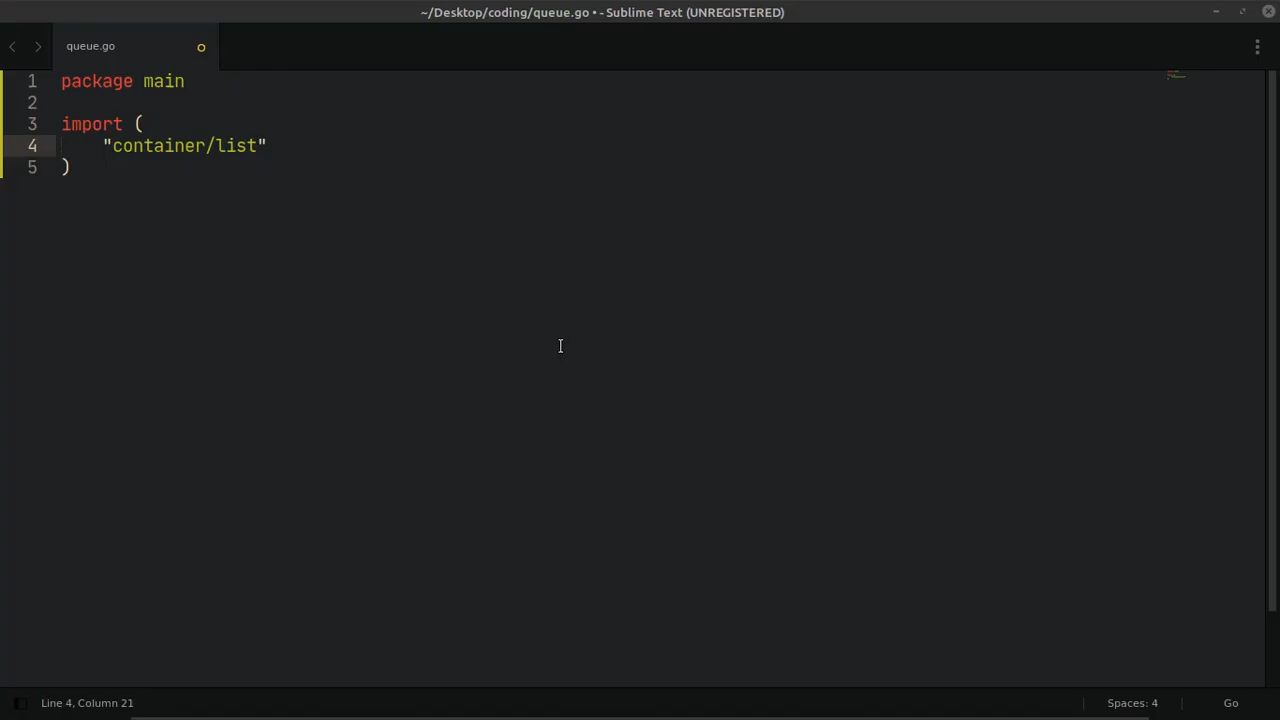 ~/Desktop/coding/queue.go • - Sublime Text (UNREGISTERED)
queue.go
1 package main
2
3 import (
4     "container/list"
5 )
Line 4, Column 21
Spaces: 4
Go